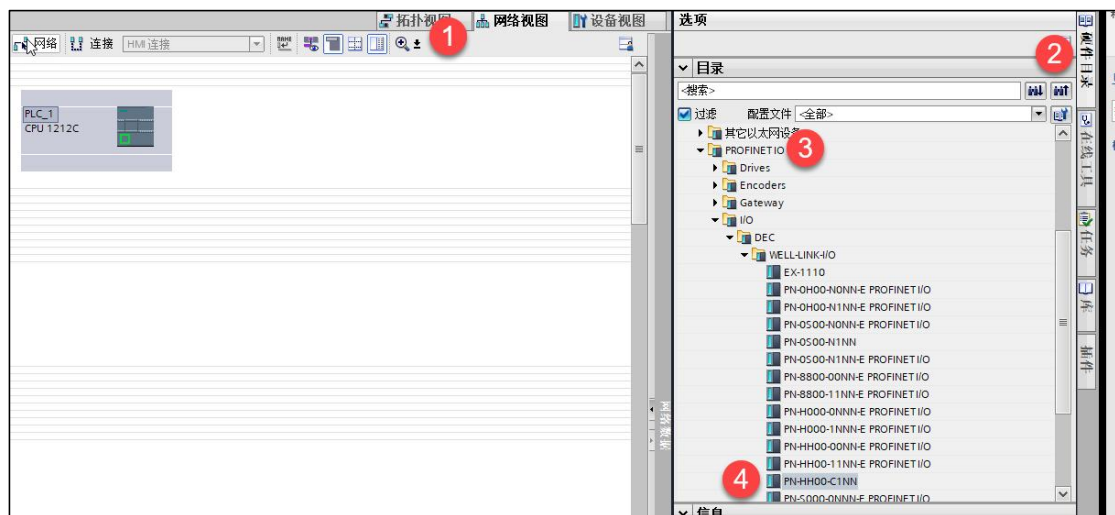 拓扑视图 网络视图 设备视图 选项
1
网络 连接 HMI 连接
2
硬件目录
目录
<搜索>
过滤 配置文件 <全部>
PLC_1
CPU 1212C
其它以太网设备
PROFINET IO
3
Drives
Encoders
Gateway
I/O
DEC
WELL-LINK-I/O
EX-1110
PN-0H00-N0NN-E PROFINET I/O
PN-0H00-N1NN-E PROFINET I/O
PN-0S00-N0NN-E PROFINET I/O
PN-0S00-N1NN
PN-0S00-N1NN-E PROFINET I/O
PN-8800-00NN-E PROFINET I/O
PN-8800-11NN-E PROFINET I/O
PN-H000-0NNN-E PROFINET I/O
PN-H000-1NNN-E PROFINET I/O
PN-HH00-00NN-E PROFINET I/O
PN-HH00-11NN-E PROFINET I/O
4
PN-HH00-C1NN
PN-S000-0NNN-E PROFINET I/O
信息
在线工具
任务
库
插件
网络数据